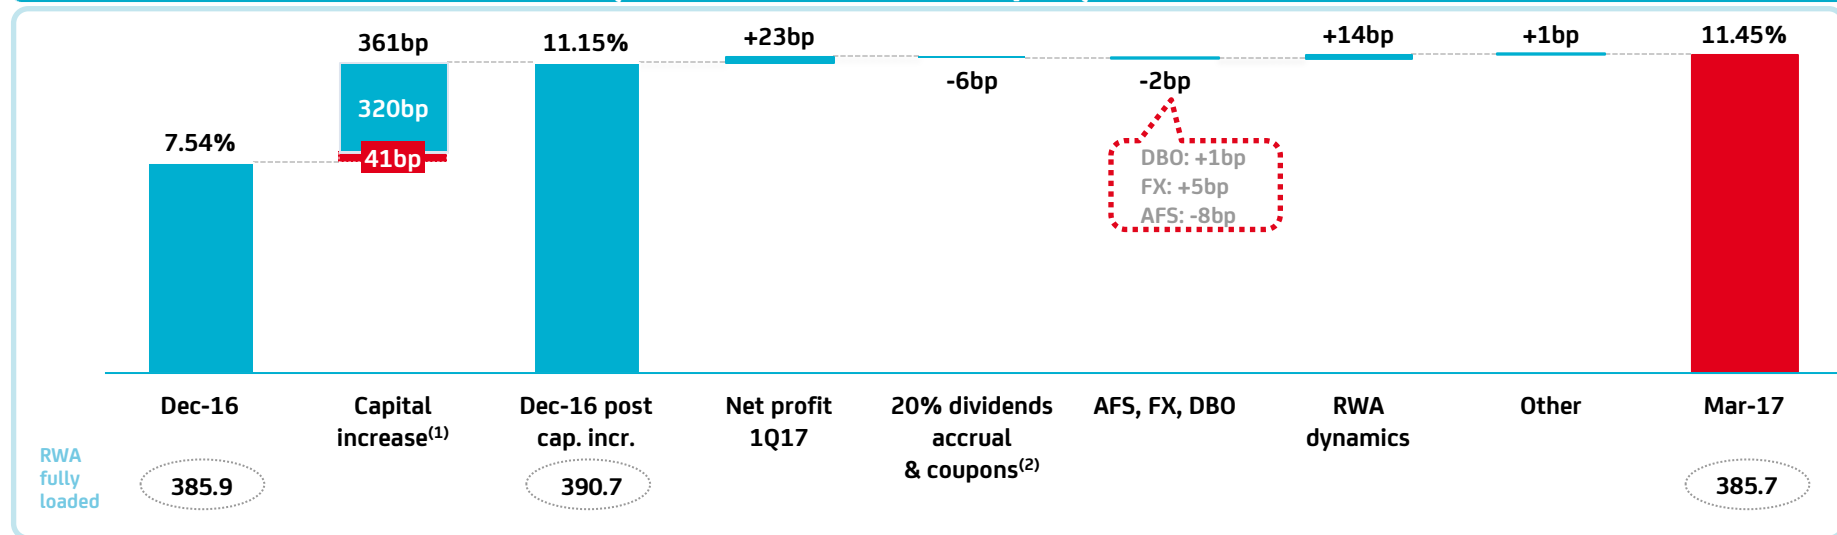 361bp
11.15%
+23bp
+14bp
+1bp
11.45%
-6bp
-2bp
320bp
7.54%
41bp
DBO: +1bp
FX: +5bp
AFS: -8bp
Dec-16
Capital
increase(1)
Dec-16 post
cap. incr.
Net profit
1Q17
20% dividends
accrual
& coupons(2)
AFS, FX, DBO
RWA
dynamics
Other
Mar-17
RWA
fully
loaded
385.9
390.7
385.7